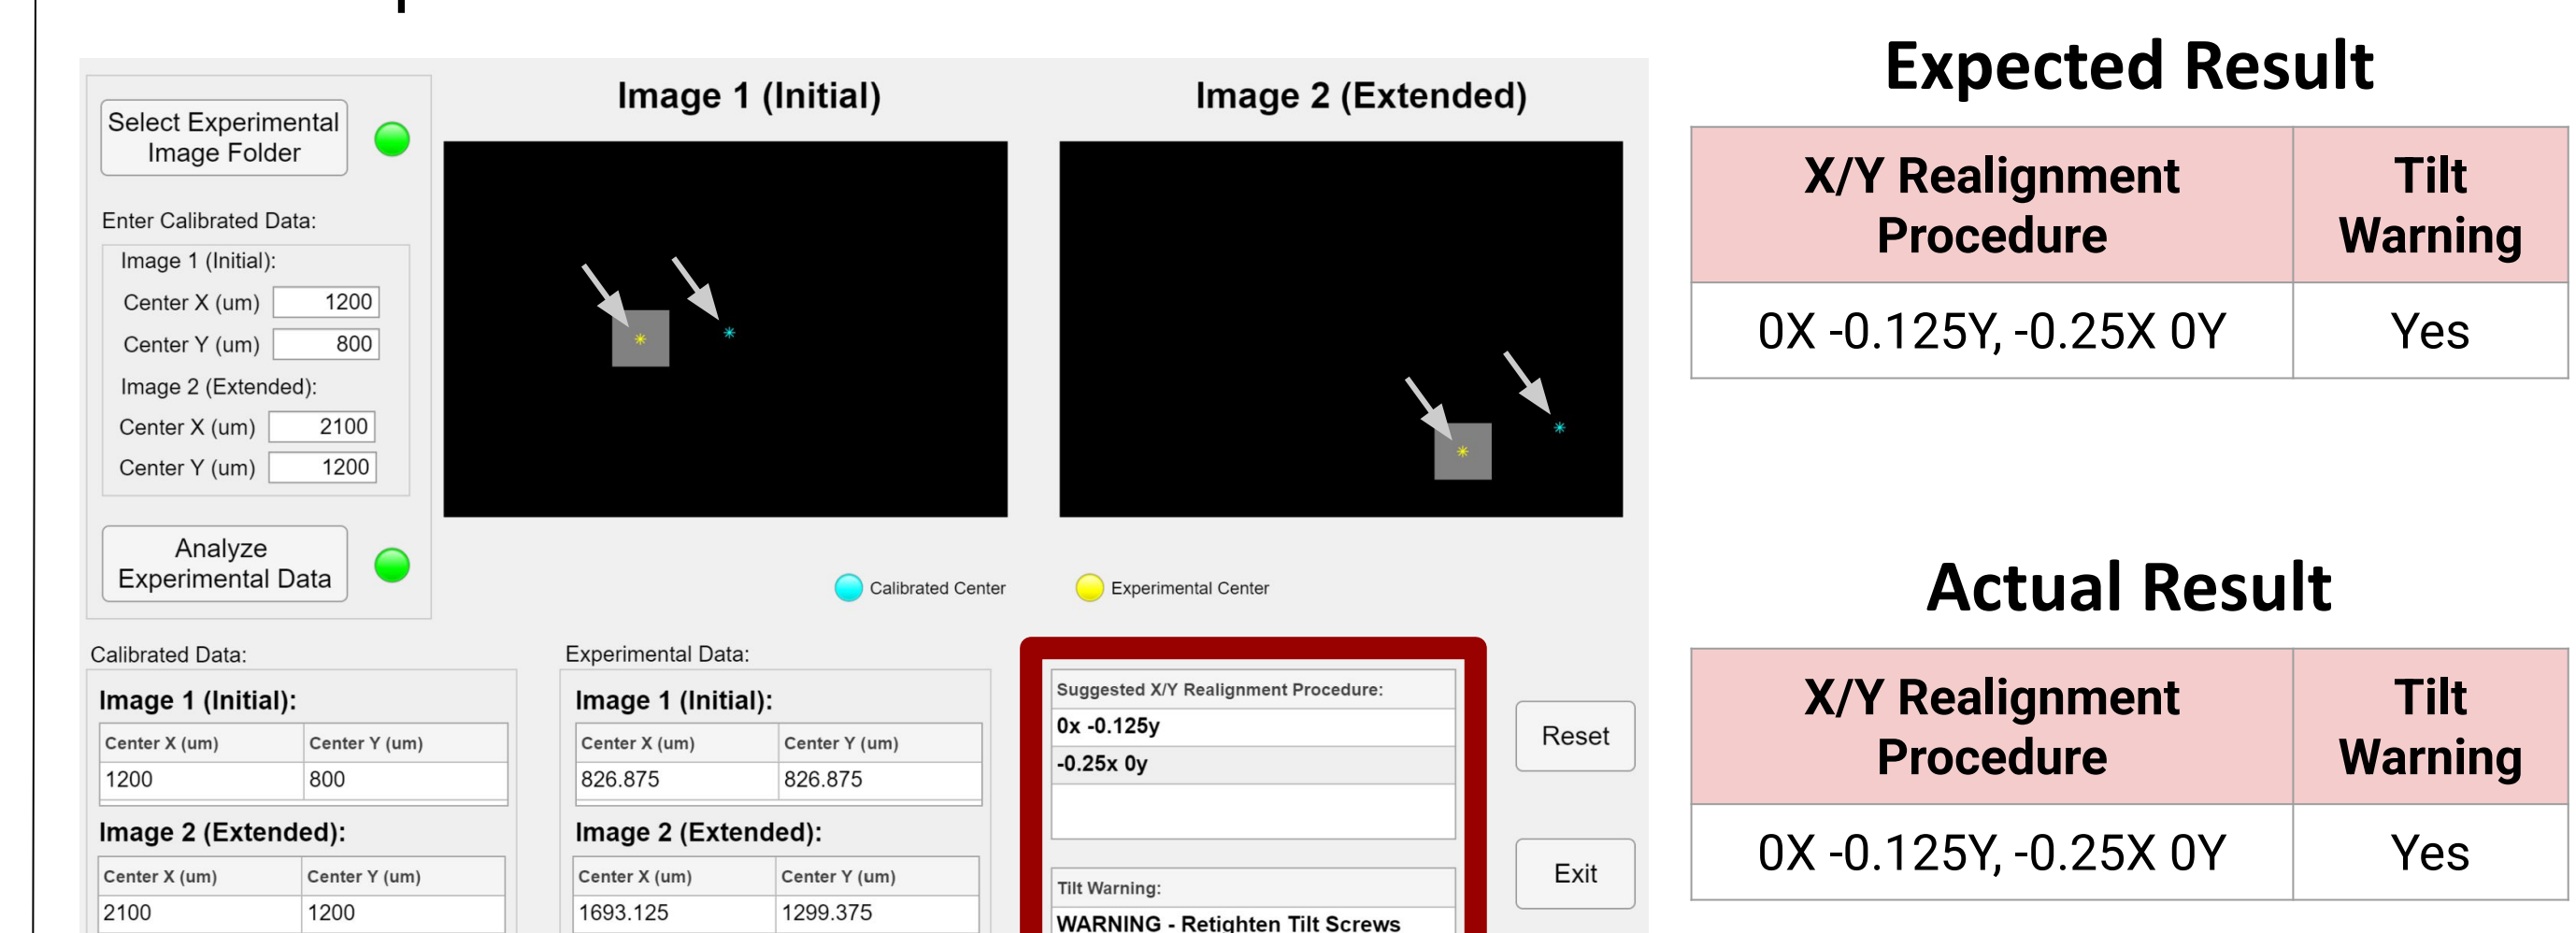 Image 1 (Initial)
Image 2 (Extended)
Select Experimental
Image Folder
Enter Calibrated Data:
Image 1 (Initial):
Center X (um) 1200
Center Y (um) 800
Image 2 (Extended):
Center X (um) 2100
Center Y (um) 1200
Analyze
Experimental Data
Calibrated Center
Experimental Center
Calibrated Data:
Image 1 (Initial):
Center X (um) Center Y (um)
1200 800
Image 2 (Extended):
Center X (um) Center Y (um)
2100 1200
Experimental Data:
Image 1 (Initial):
Center X (um) Center Y (um)
826.875 826.875
Image 2 (Extended):
Center X (um) Center Y (um)
1693.125 1299.375
Suggested X/Y Realignment Procedure:
0x -0.125y
-0.25x 0y
Tilt Warning:
WARNING - Retighten Tilt Screws
Reset
Exit
Expected Result
X/Y Realignment
Procedure
Tilt
Warning
0X -0.125Y, -0.25X 0Y
Yes
Actual Result
X/Y Realignment
Procedure
Tilt
Warning
0X -0.125Y, -0.25X 0Y
Yes